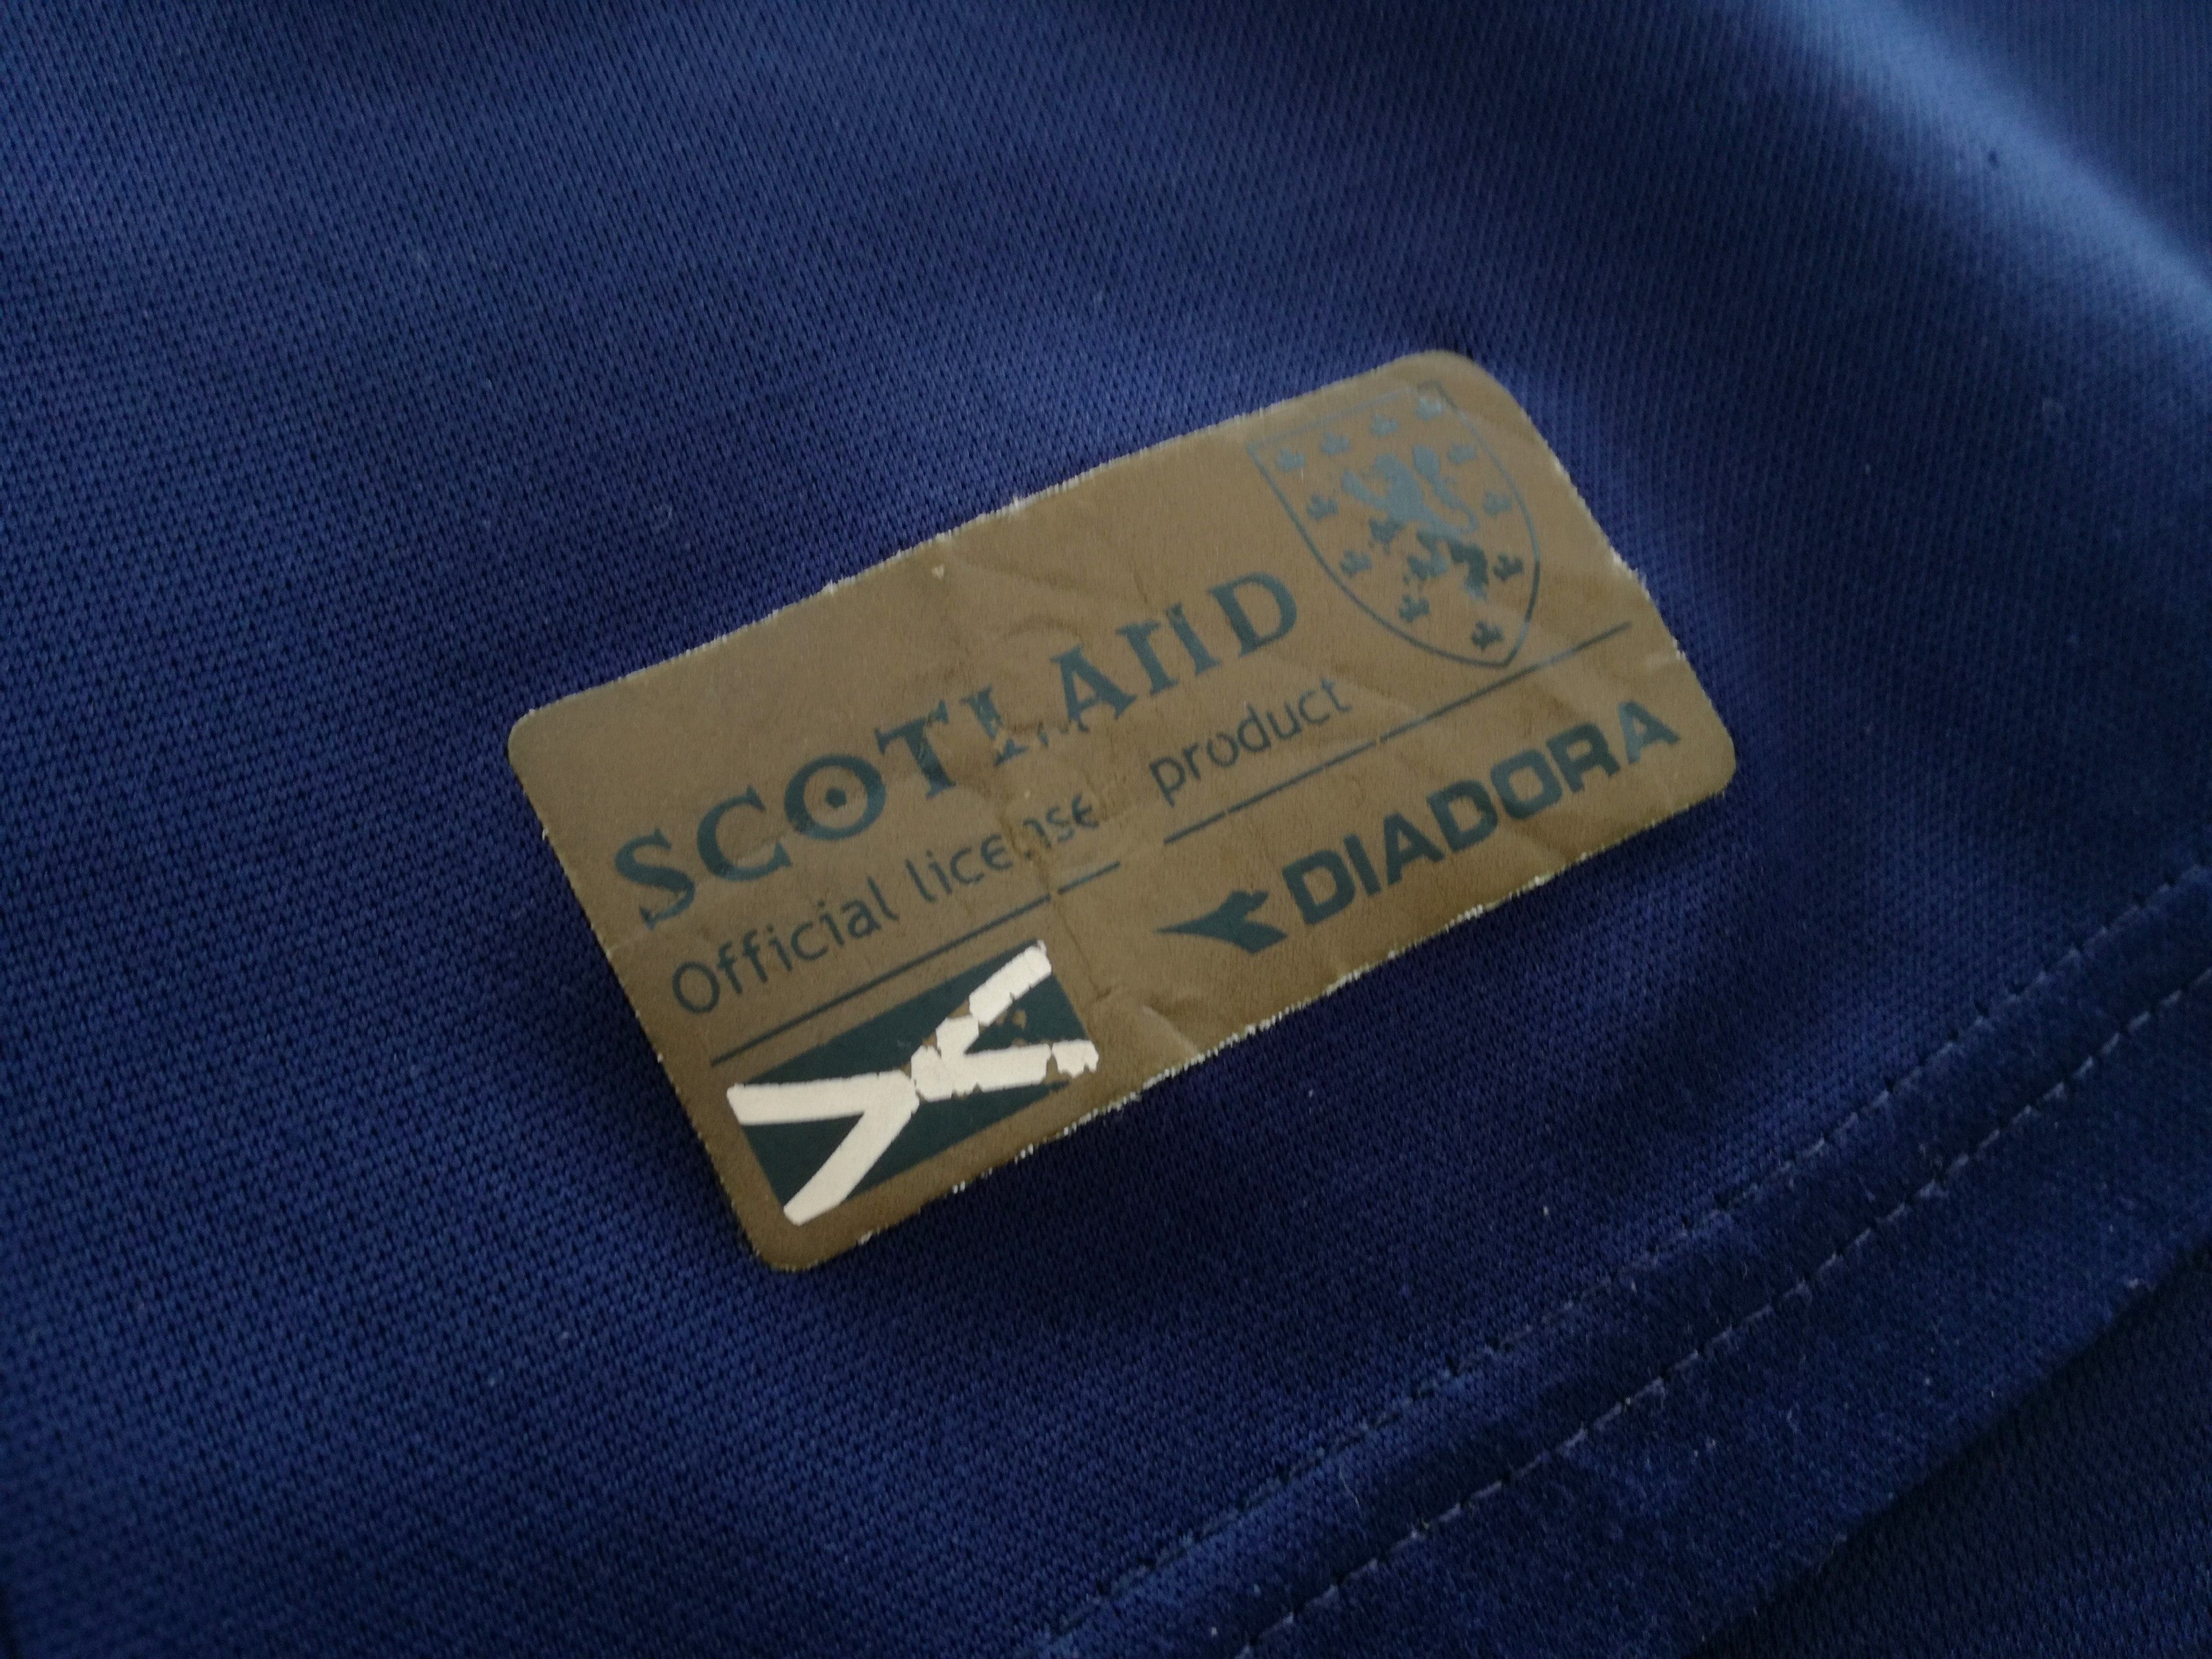 SCOTLAND
Official license product
DIADORA